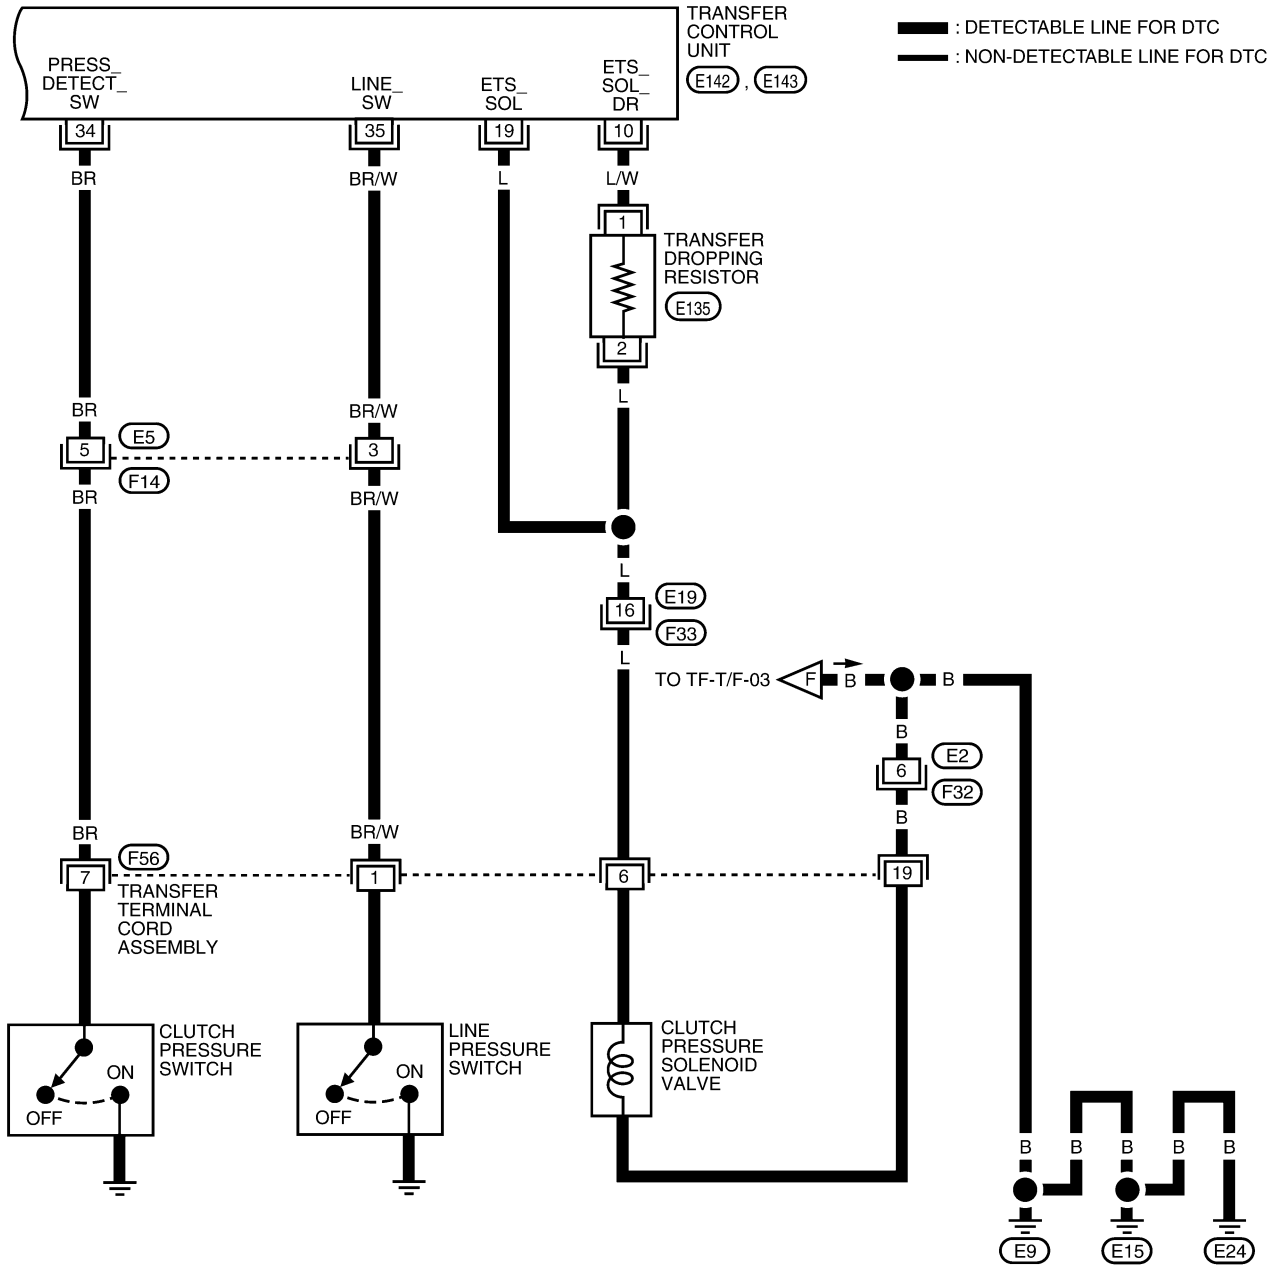 TRANSFER
CONTROL
UNIT
E142 , E143
: DETECTABLE LINE FOR DTC
: NON-DETECTABLE LINE FOR DTC
PRESS_
DETECT_
SW
LINE_
SW
ETS_
SOL
ETS_
SOL_
DR
34
35
19
10
BR
BR/W
L
L/W
1
TRANSFER
DROPPING
RESISTOR
E135
2
L
BR
BR/W
5
E5
F14
3
BR
BR/W
L
16
E19
F33
L
TO TF-T/F-03
F
B
B
B
6
E2
F32
B
BR
BR/W
7
F56
1
6
19
TRANSFER
TERMINAL
CORD
ASSEMBLY
CLUTCH
PRESSURE
SWITCH
ON
OFF
LINE
PRESSURE
SWITCH
ON
OFF
CLUTCH
PRESSURE
SOLENOID
VALVE
B
B
B
B
B
E9
E15
E24